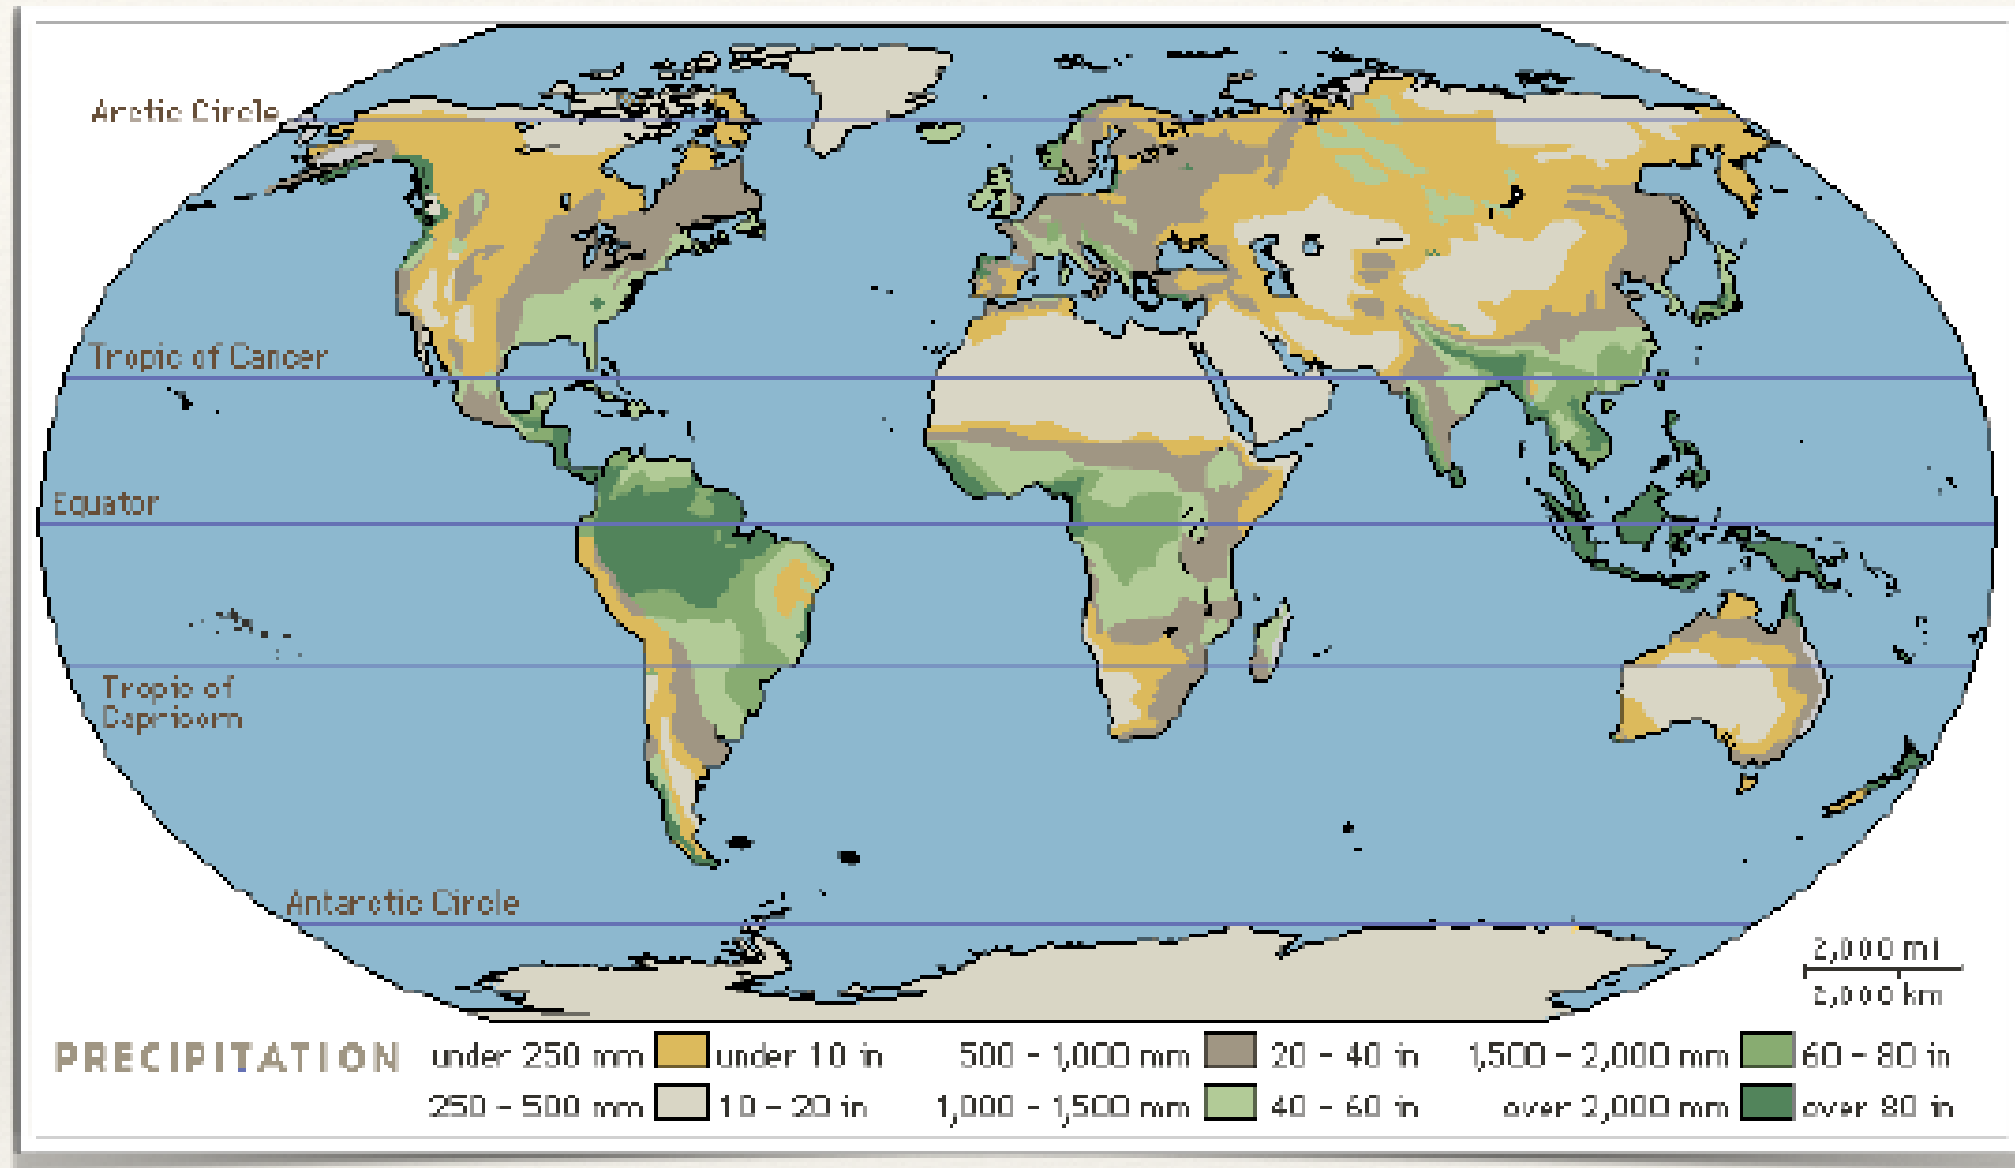 Arctic Circle
Tropic of Cancer
Equator
Tropic of
Capricorn
Antarctic Circle
2,000 mi
2,000 km
PRECIPITATION
under 250 mm under 10 in
500 - 1,000 mm 20 - 40 in
1,500 - 2,000 mm 60 - 80 in
250 - 500 mm 10 - 20 in
1,000 - 1,500 mm 40 - 60 in
over 2,000 mm over 80 in